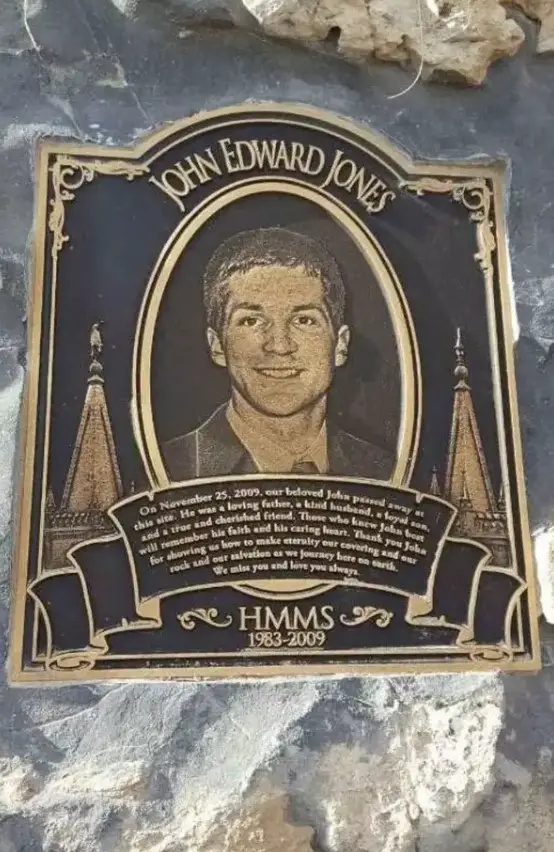 JOHN EDWARD JONES
On November 25, 2009, our beloved John passed away at
this site. He was a loving father, a kind husband, a loyal son,
and a true and cherished friend. Those who knew John best
will remember his faith and his caring heart. Thank you John
for showing us how to make eternity our covering and our
rock and our salvation as we journey here on earth.
We miss you and love you always.
HMMS
1983-2009